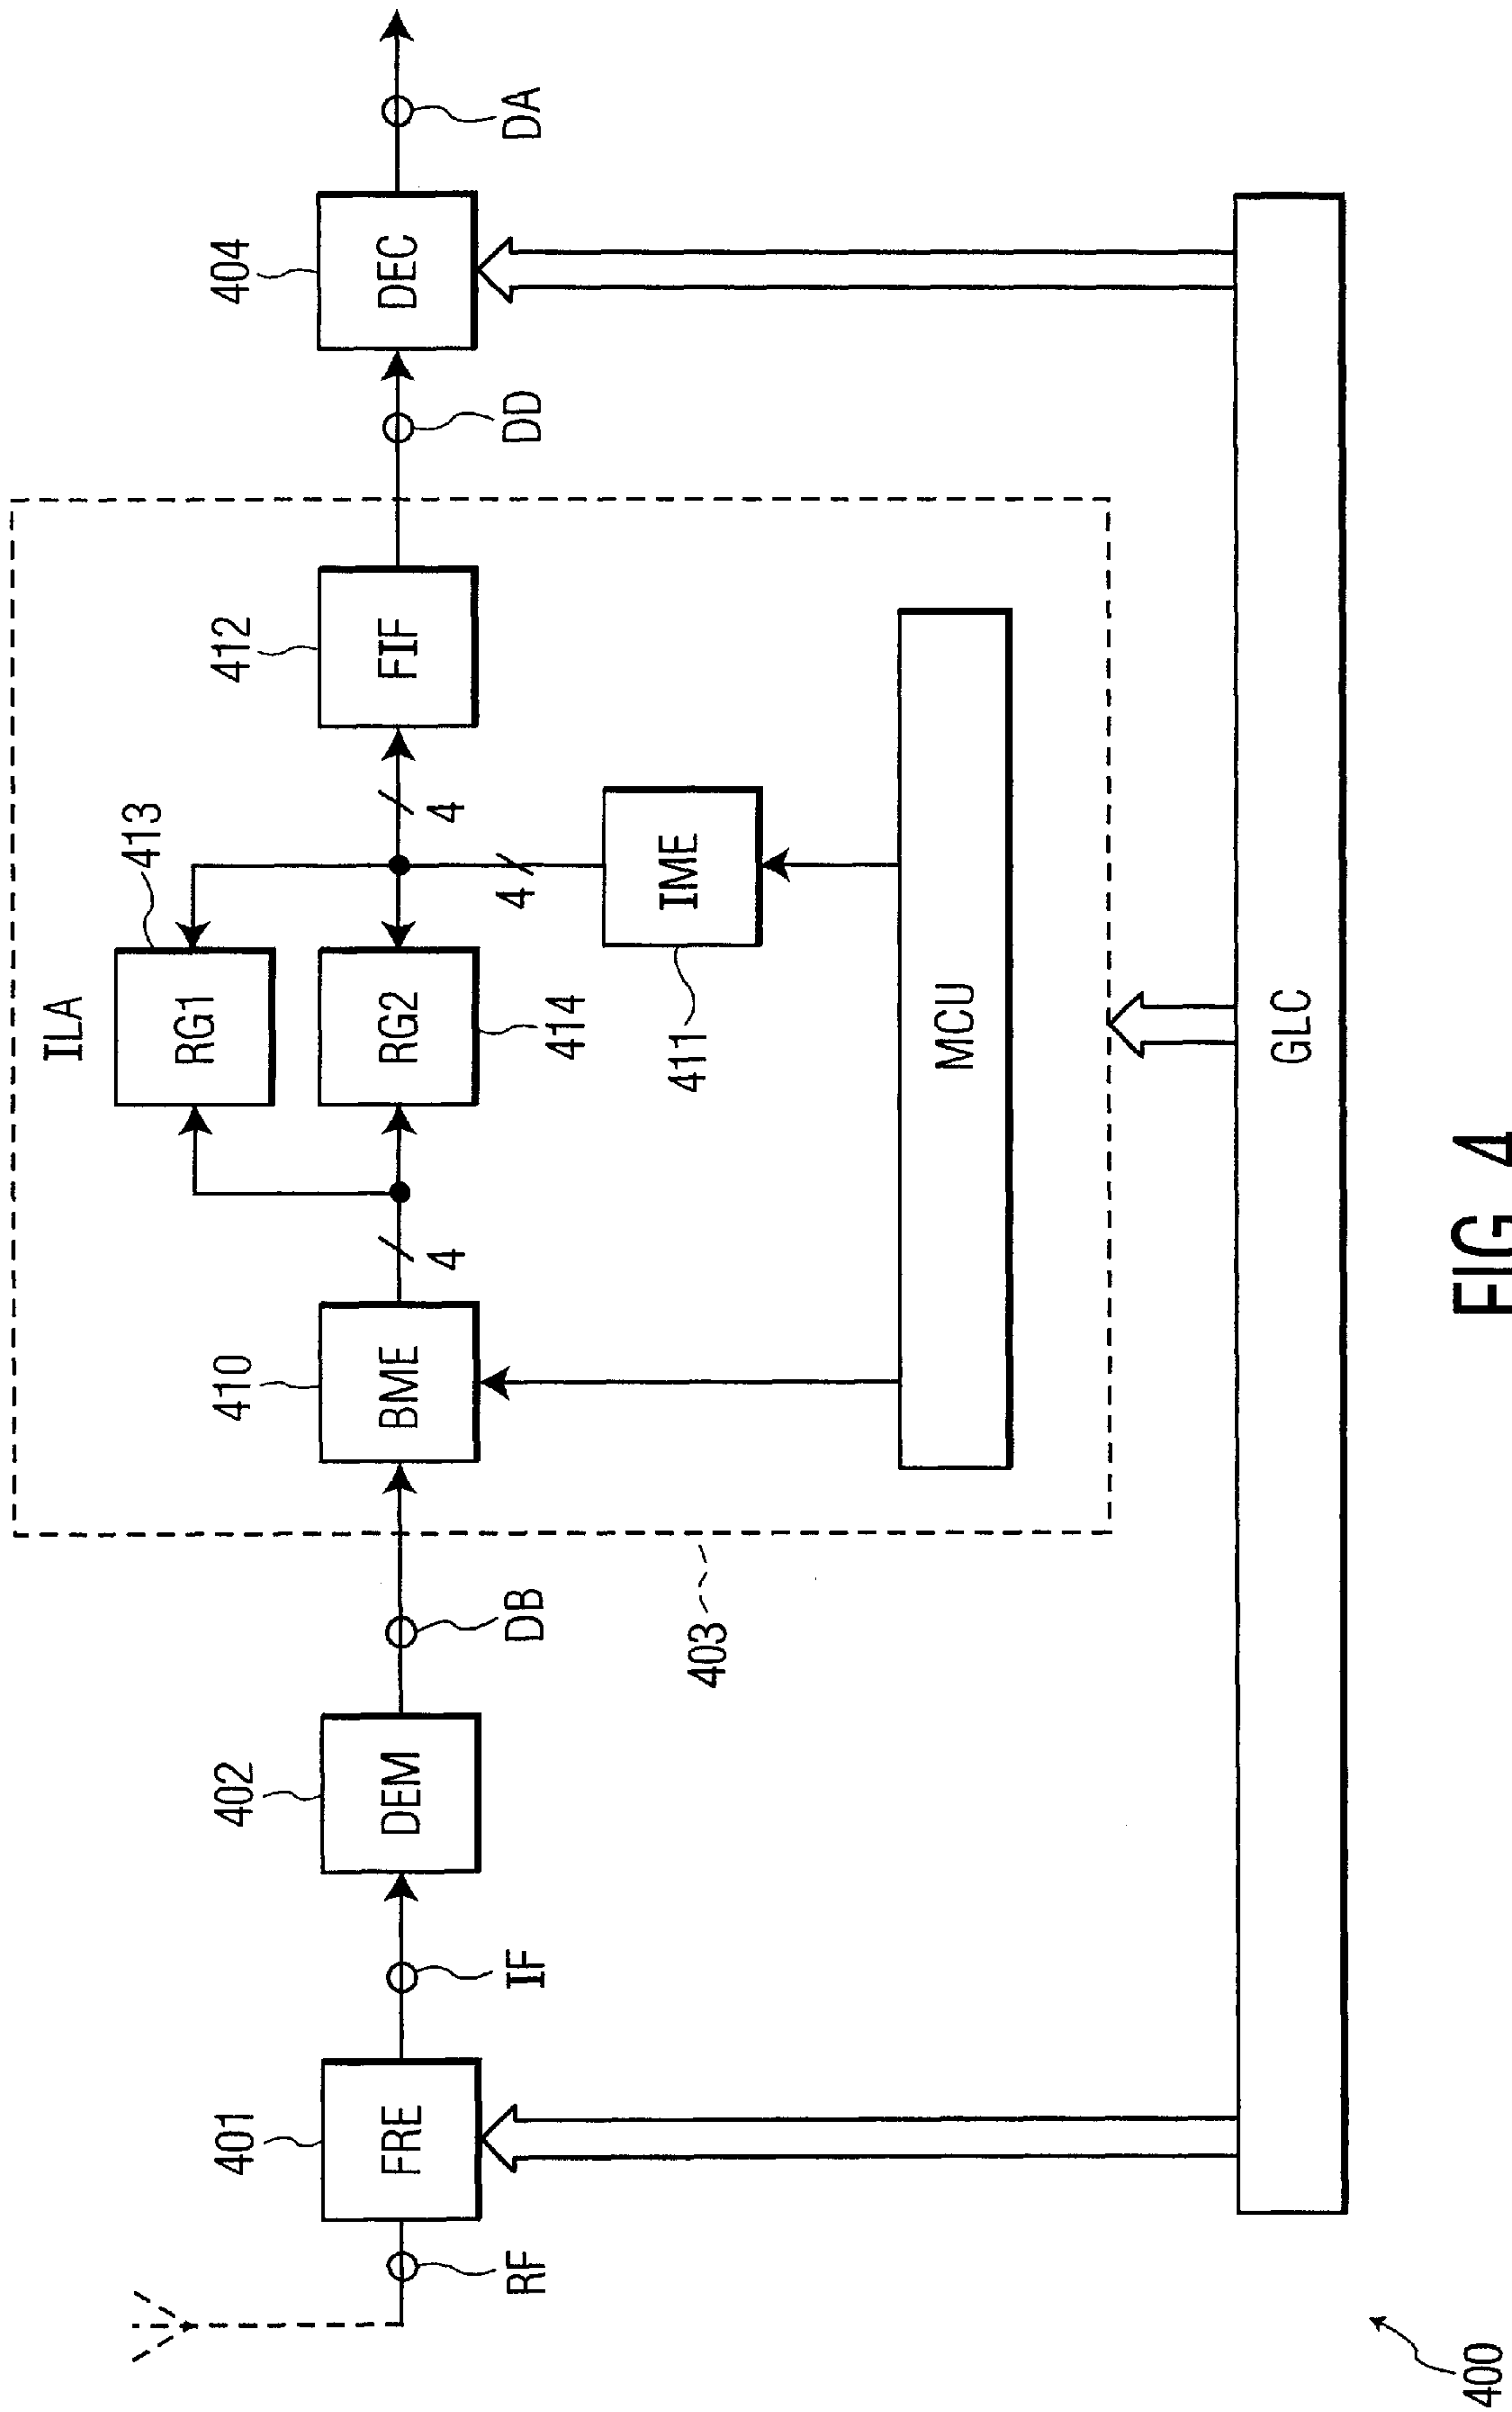 ILA
413
401
402
410
412
404
RG1
FRE
DEM
BME
RG2
FIF
DEC
4
4
414
RF
IF
DB
DD
DA
4
411
IME
403
MCU
GLC
400
FIG. 4